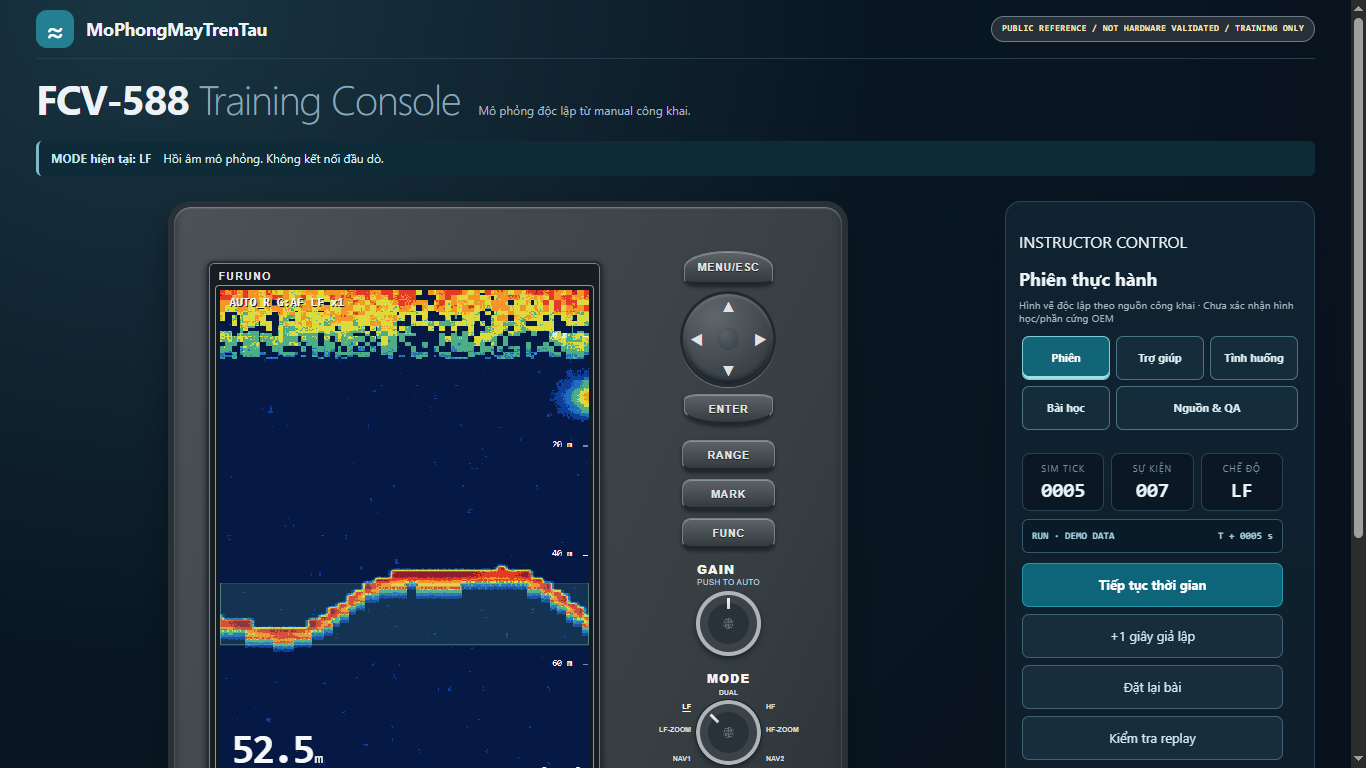 ≈ MoPhongMayTrenTau
PUBLIC REFERENCE / NOT HARDWARE VALIDATED / TRAINING ONLY
FCV-588 Training Console Mô phỏng độc lập từ manual công khai.
MODE hiện tại: LF Hồi âm mô phỏng. Không kết nối đầu dò.
FURUNO
AUTO_R G:AF LF x1
20 m
40 m
60 m
52.5m
MENU/ESC
ENTER
RANGE
MARK
FUNC
GAIN
PUSH TO AUTO
MODE
DUAL
LF
HF
LF-ZOOM
HF-ZOOM
NAV1
NAV2
INSTRUCTOR CONTROL
Phiên thực hành
Hình vẽ độc lập theo nguồn công khai · Chưa xác nhận hình
học/phần cứng OEM
Phiên
Trợ giúp
Tình huống
Bài học
Nguồn & QA
SIM TICK
0005
SỰ KIỆN
007
CHẾ ĐỘ
LF
RUN · DEMO DATA
T + 0005 s
Tiếp tục thời gian
+1 giây giả lập
Đặt lại bài
Kiểm tra replay